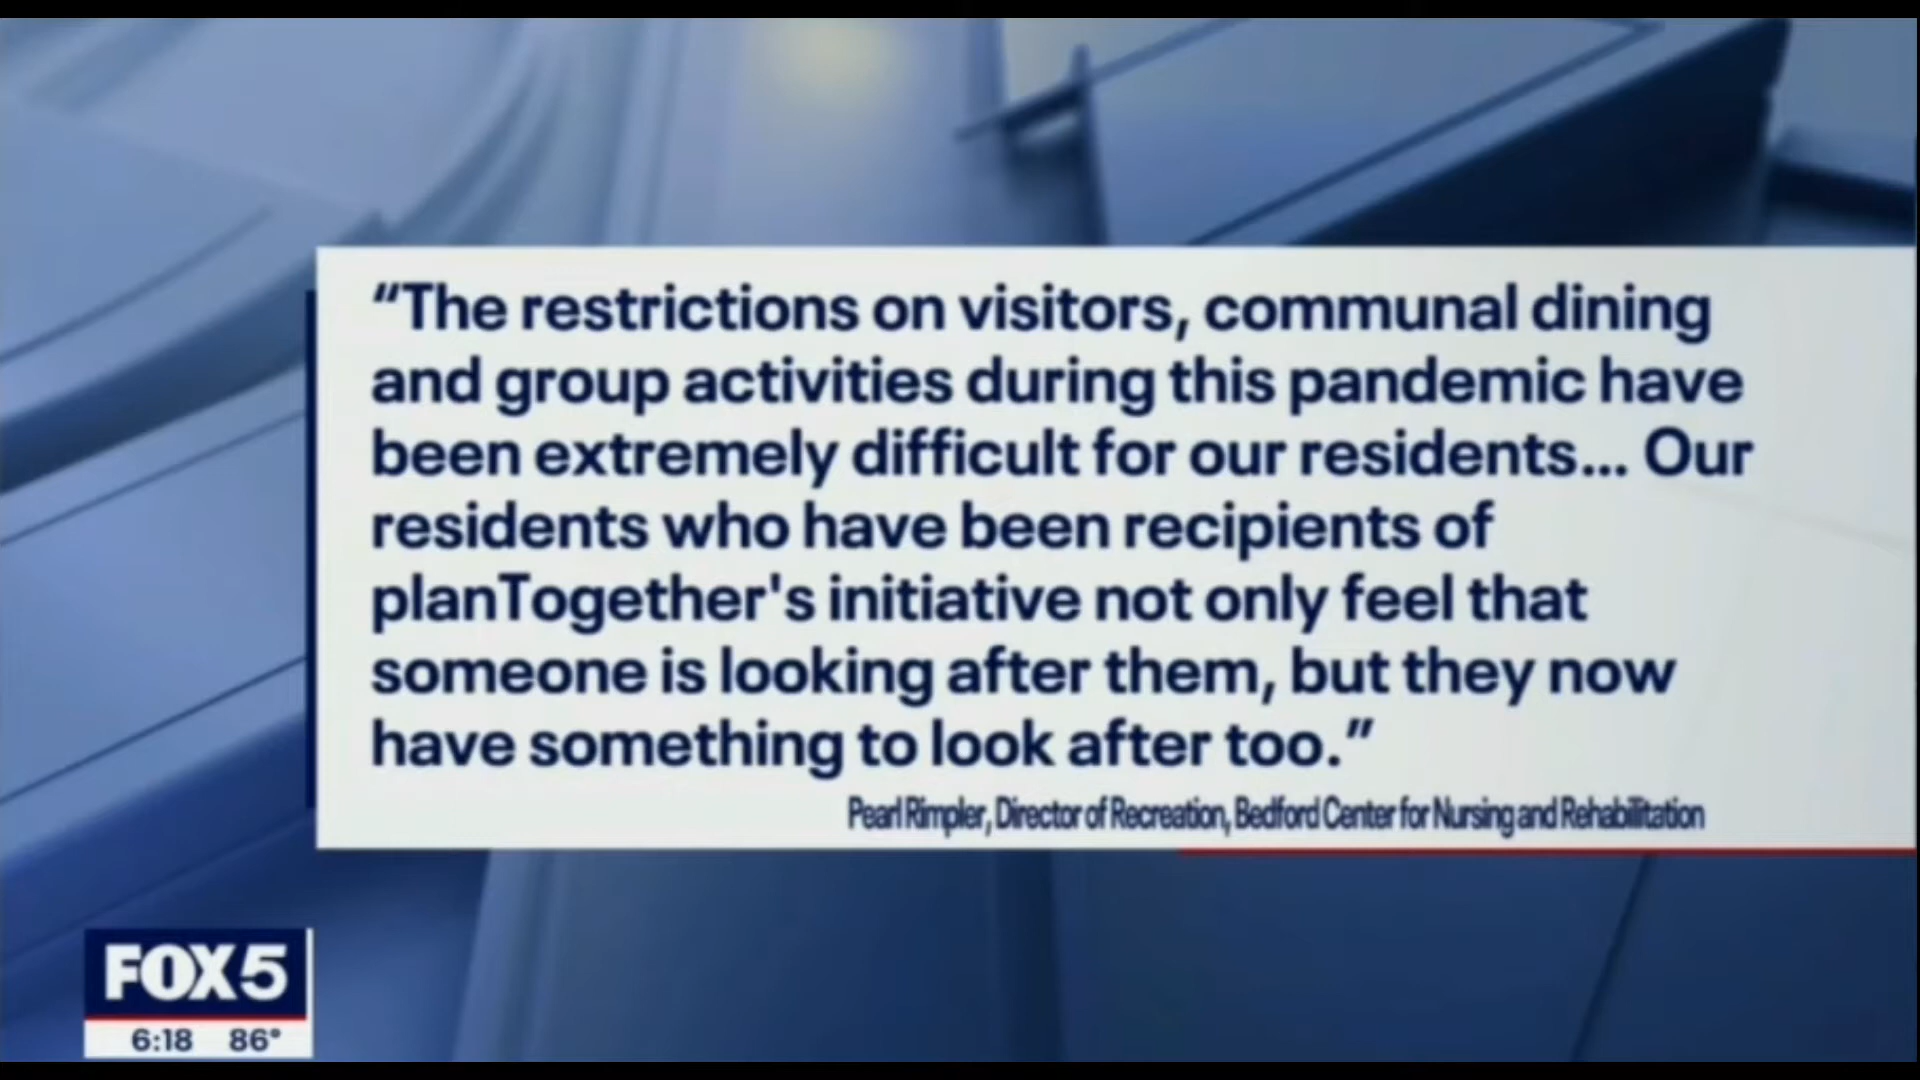 “The restrictions on visitors, communal dining
and group activities during this pandemic have
been extremely difficult for our residents... Our
residents who have been recipients of
planTogether's initiative not only feel that
someone is looking after them, but they now
have something to look after too.”
Pearl Rimpler, Director of Recreation, Bedford Center for Nursing and Rehabilitation
FOX 5
6:18 86°